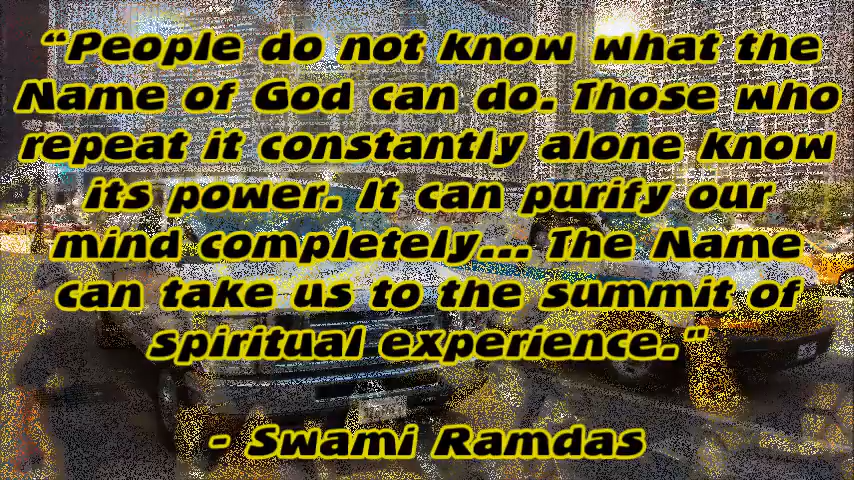 “People do not know what the
Name of God can do. Those who
repeat it constantly alone know
its power. It can purify our
mind completely... The Name
can take us to the summit of
spiritual experience."
- Swami Ramdas